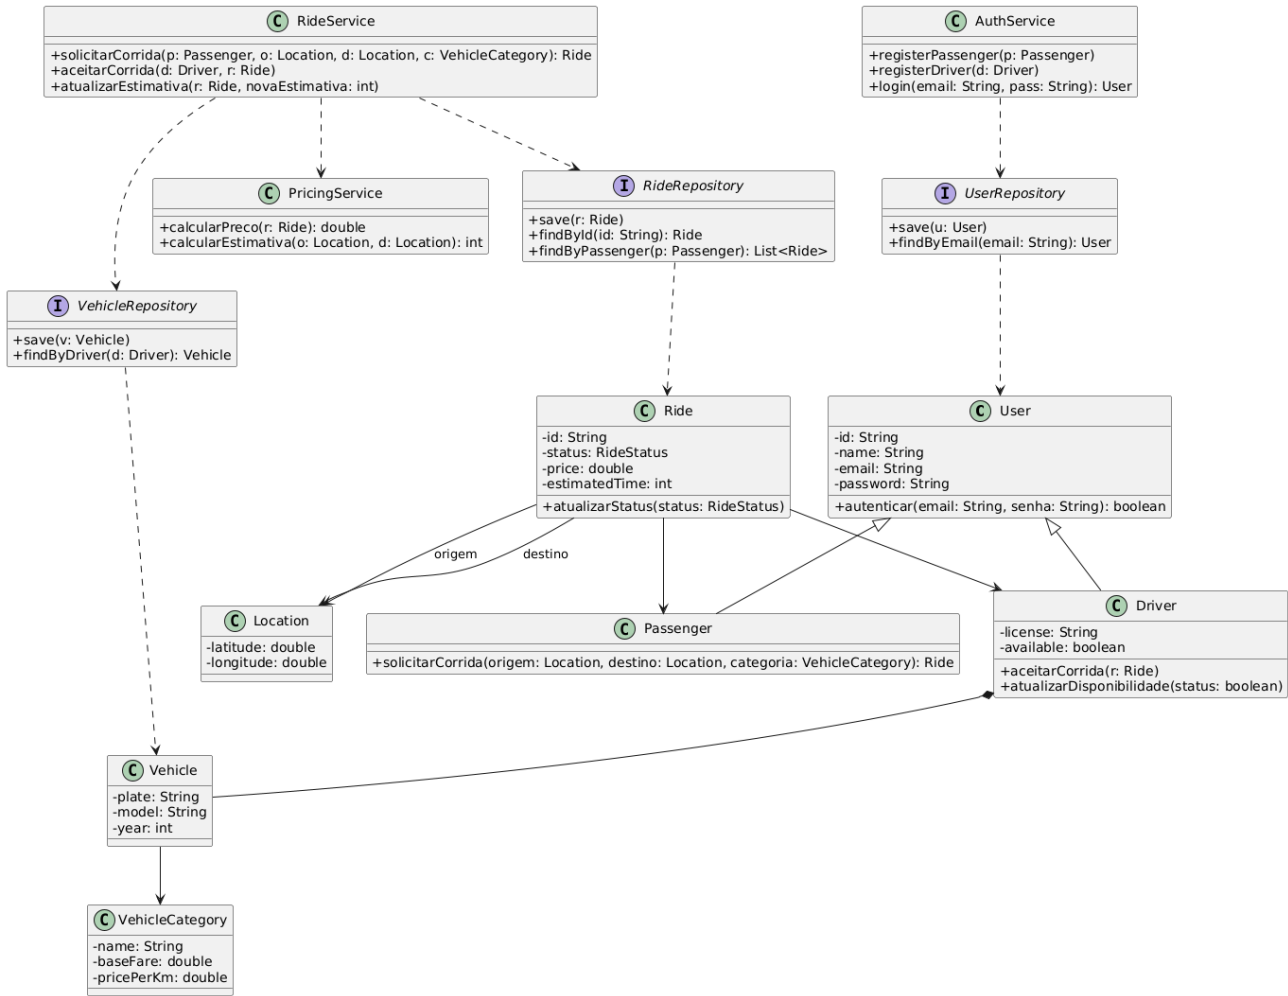 RideService
+solicitarCorrida(p: Passenger, o: Location, d: Location, c: VehicleCategory): Ride
+aceitarCorrida(d: Driver, r: Ride)
+atualizarEstimativa(r: Ride, novaEstimativa: int)
AuthService
+registerPassenger(p: Passenger)
+registerDriver(d: Driver)
+login(email: String, pass: String): User
PricingService
+calcularPreco(r: Ride): double
+calcularEstimativa(o: Location, d: Location): int
RideRepository
+save(r: Ride)
+findById(id: String): Ride
+findByPassenger(p: Passenger): List<Ride>
UserRepository
+save(u: User)
+findByEmail(email: String): User
VehicleRepository
+save(v: Vehicle)
+findByDriver(d: Driver): Vehicle
Ride
-id: String
-status: RideStatus
-price: double
-estimatedTime: int
+atualizarStatus(status: RideStatus)
User
-id: String
-name: String
-email: String
-password: String
+autenticar(email: String, senha: String): boolean
origem
destino
Location
-latitude: double
-longitude: double
Passenger
+solicitarCorrida(origem: Location, destino: Location, categoria: VehicleCategory): Ride
Driver
-license: String
-available: boolean
+aceitarCorrida(r: Ride)
+atualizarDisponibilidade(status: boolean)
Vehicle
-plate: String
-model: String
-year: int
VehicleCategory
-name: String
-baseFare: double
-pricePerKm: double